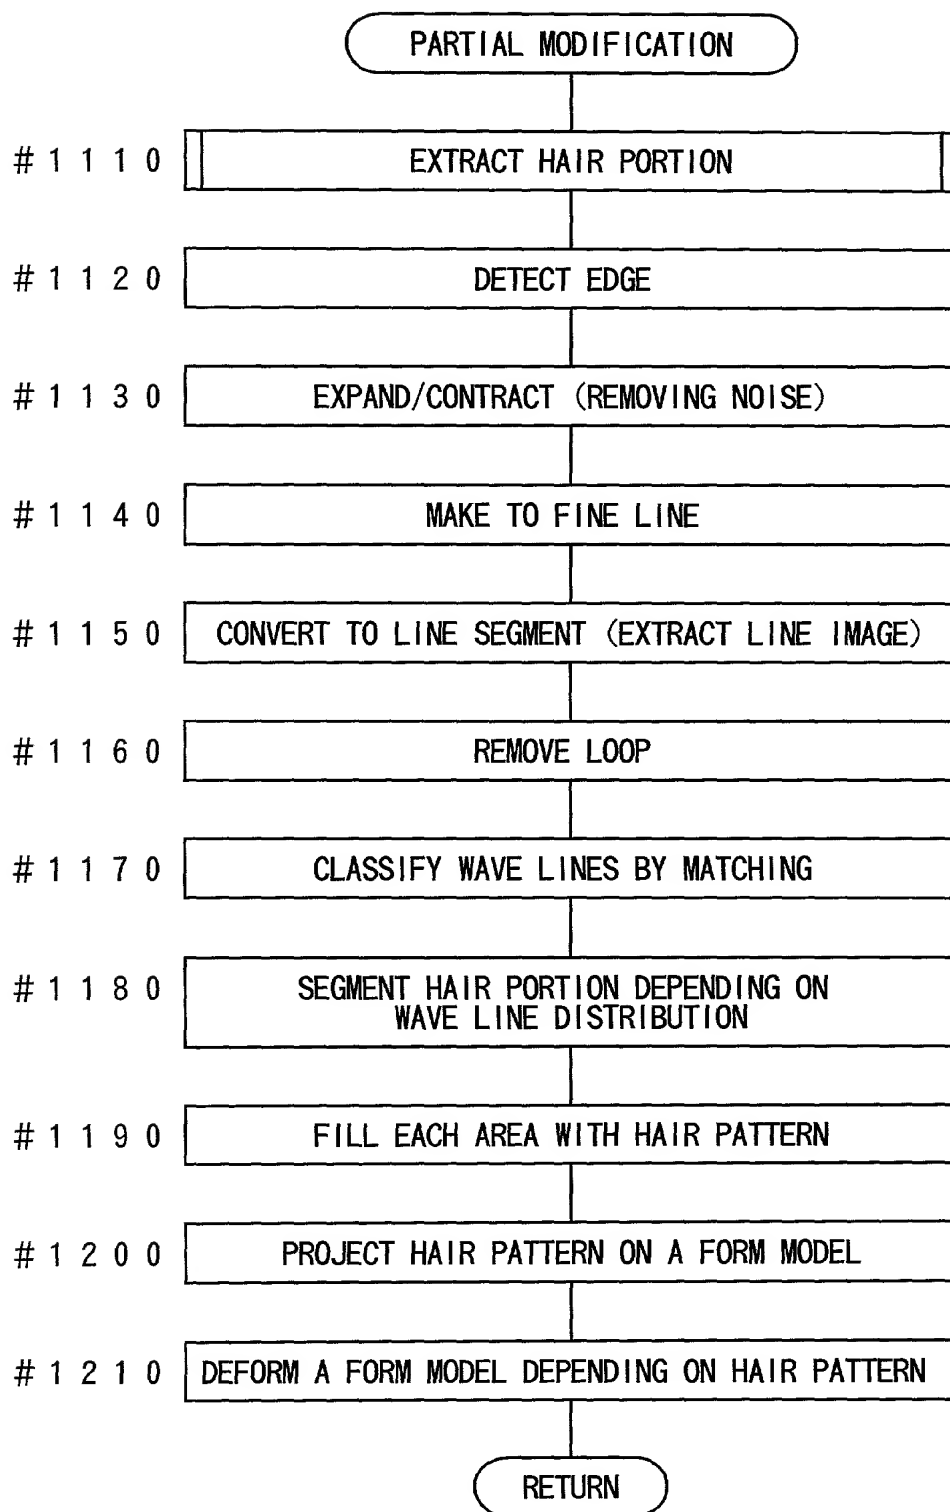 PARTIAL MODIFICATION
#1110 EXTRACT HAIR PORTION
#1120 DETECT EDGE
#1130 EXPAND/CONTRACT (REMOVING NOISE)
#1140 MAKE TO FINE LINE
#1150 CONVERT TO LINE SEGMENT (EXTRACT LINE IMAGE)
#1160 REMOVE LOOP
#1170 CLASSIFY WAVE LINES BY MATCHING
#1180 SEGMENT HAIR PORTION DEPENDING ON
WAVE LINE DISTRIBUTION
#1190 FILL EACH AREA WITH HAIR PATTERN
#1200 PROJECT HAIR PATTERN ON A FORM MODEL
#1210 DEFORM A FORM MODEL DEPENDING ON HAIR PATTERN
RETURN